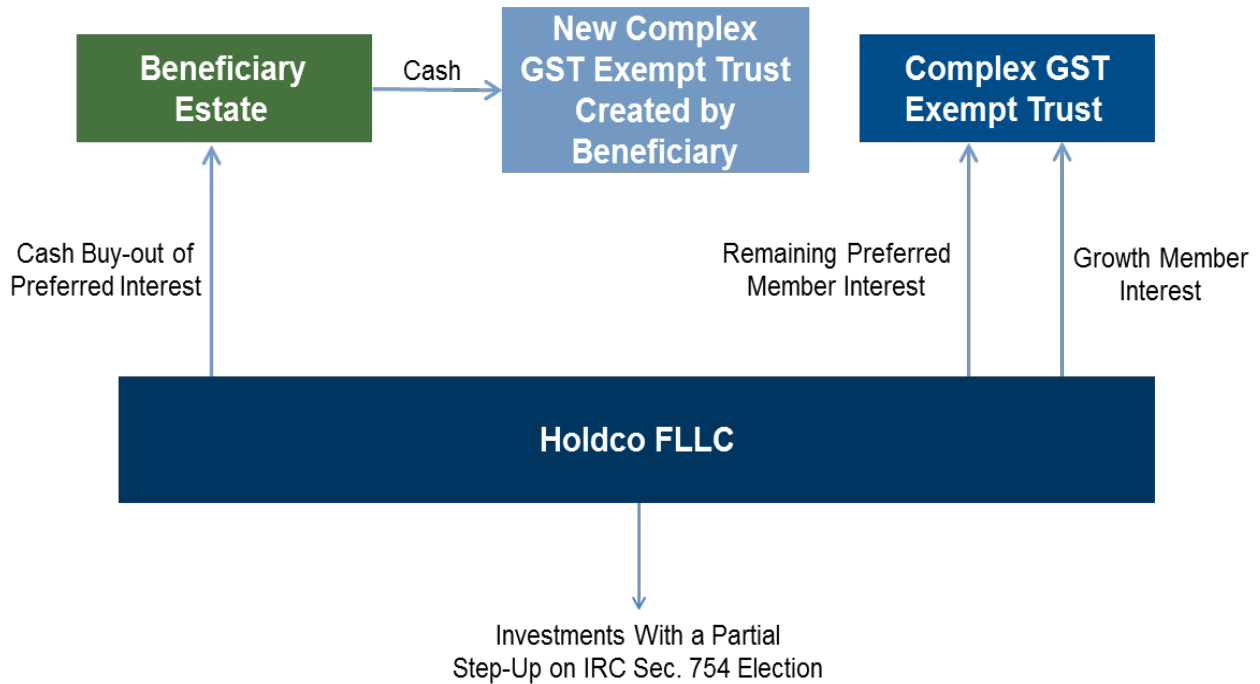 Beneficiary
Estate
Cash
New Complex
GST Exempt Trust
Created by
Beneficiary
Complex GST
Exempt Trust
Cash Buy-out of
Preferred Interest
Remaining Preferred
Member Interest
Growth Member
Interest
Holdco FLLC
Investments With a Partial
Step-Up on IRC Sec. 754 Election